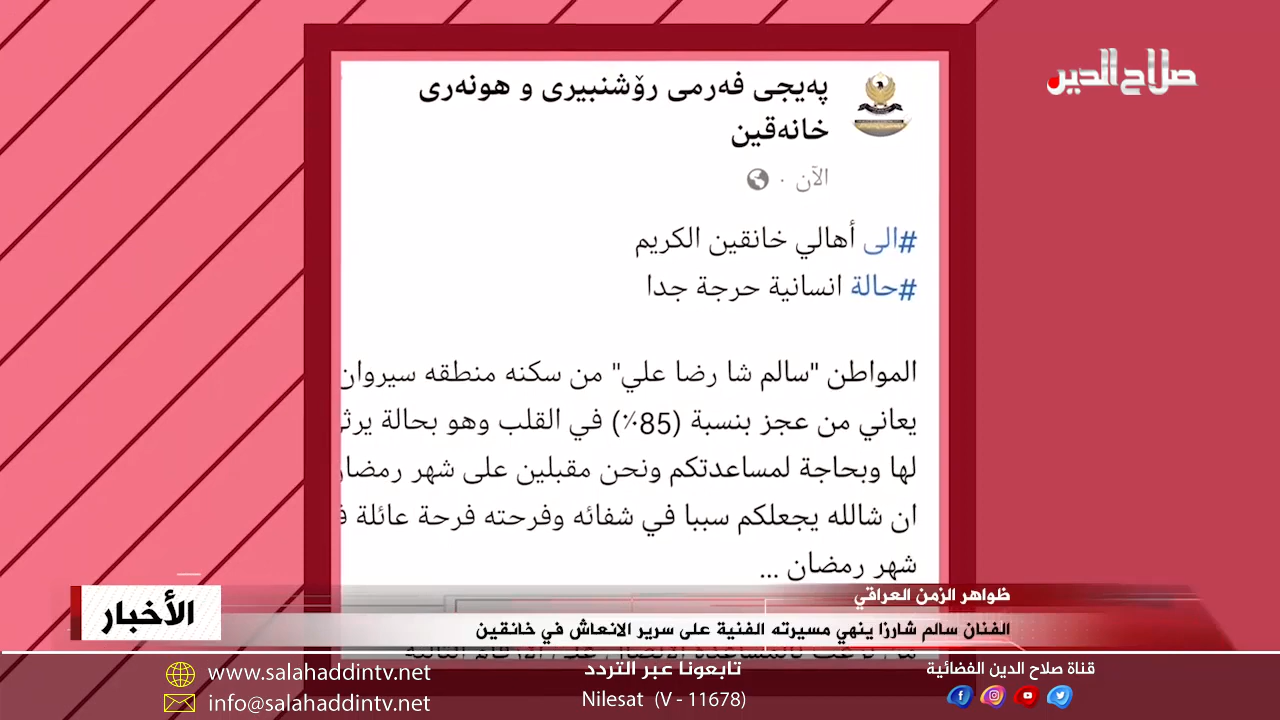 صلاح الدين
پەیجی فەرمی رۆشنبیری و هونەری
خانەقین
الآن
#الى أهالي خانقين الكريم
#حالة انسانية حرجة جدا
المواطن "سالم شا رضا علي" من سكنه منطقه سيروان
يعاني من عجز بنسبة (85٪) في القلب وهو بحالة
لها وبحاجة لمساعدتكم ونحن مقبلين على شهر
ان شالله يجعلكم سببا في شفائه وفرحته فرحة عائلة
شهر رمضان ...
ظواهر الزمن العراقي
الأخبار
الفنان سالم شارزا ينهي مسيرته الفنية على سرير الانعاش في خانقين
قناة صلاح الدين الفضائية
تابعونا عبر التردد
Nilesat (V - 11678)
www.salahaddintv.net
info@salahaddintv.net